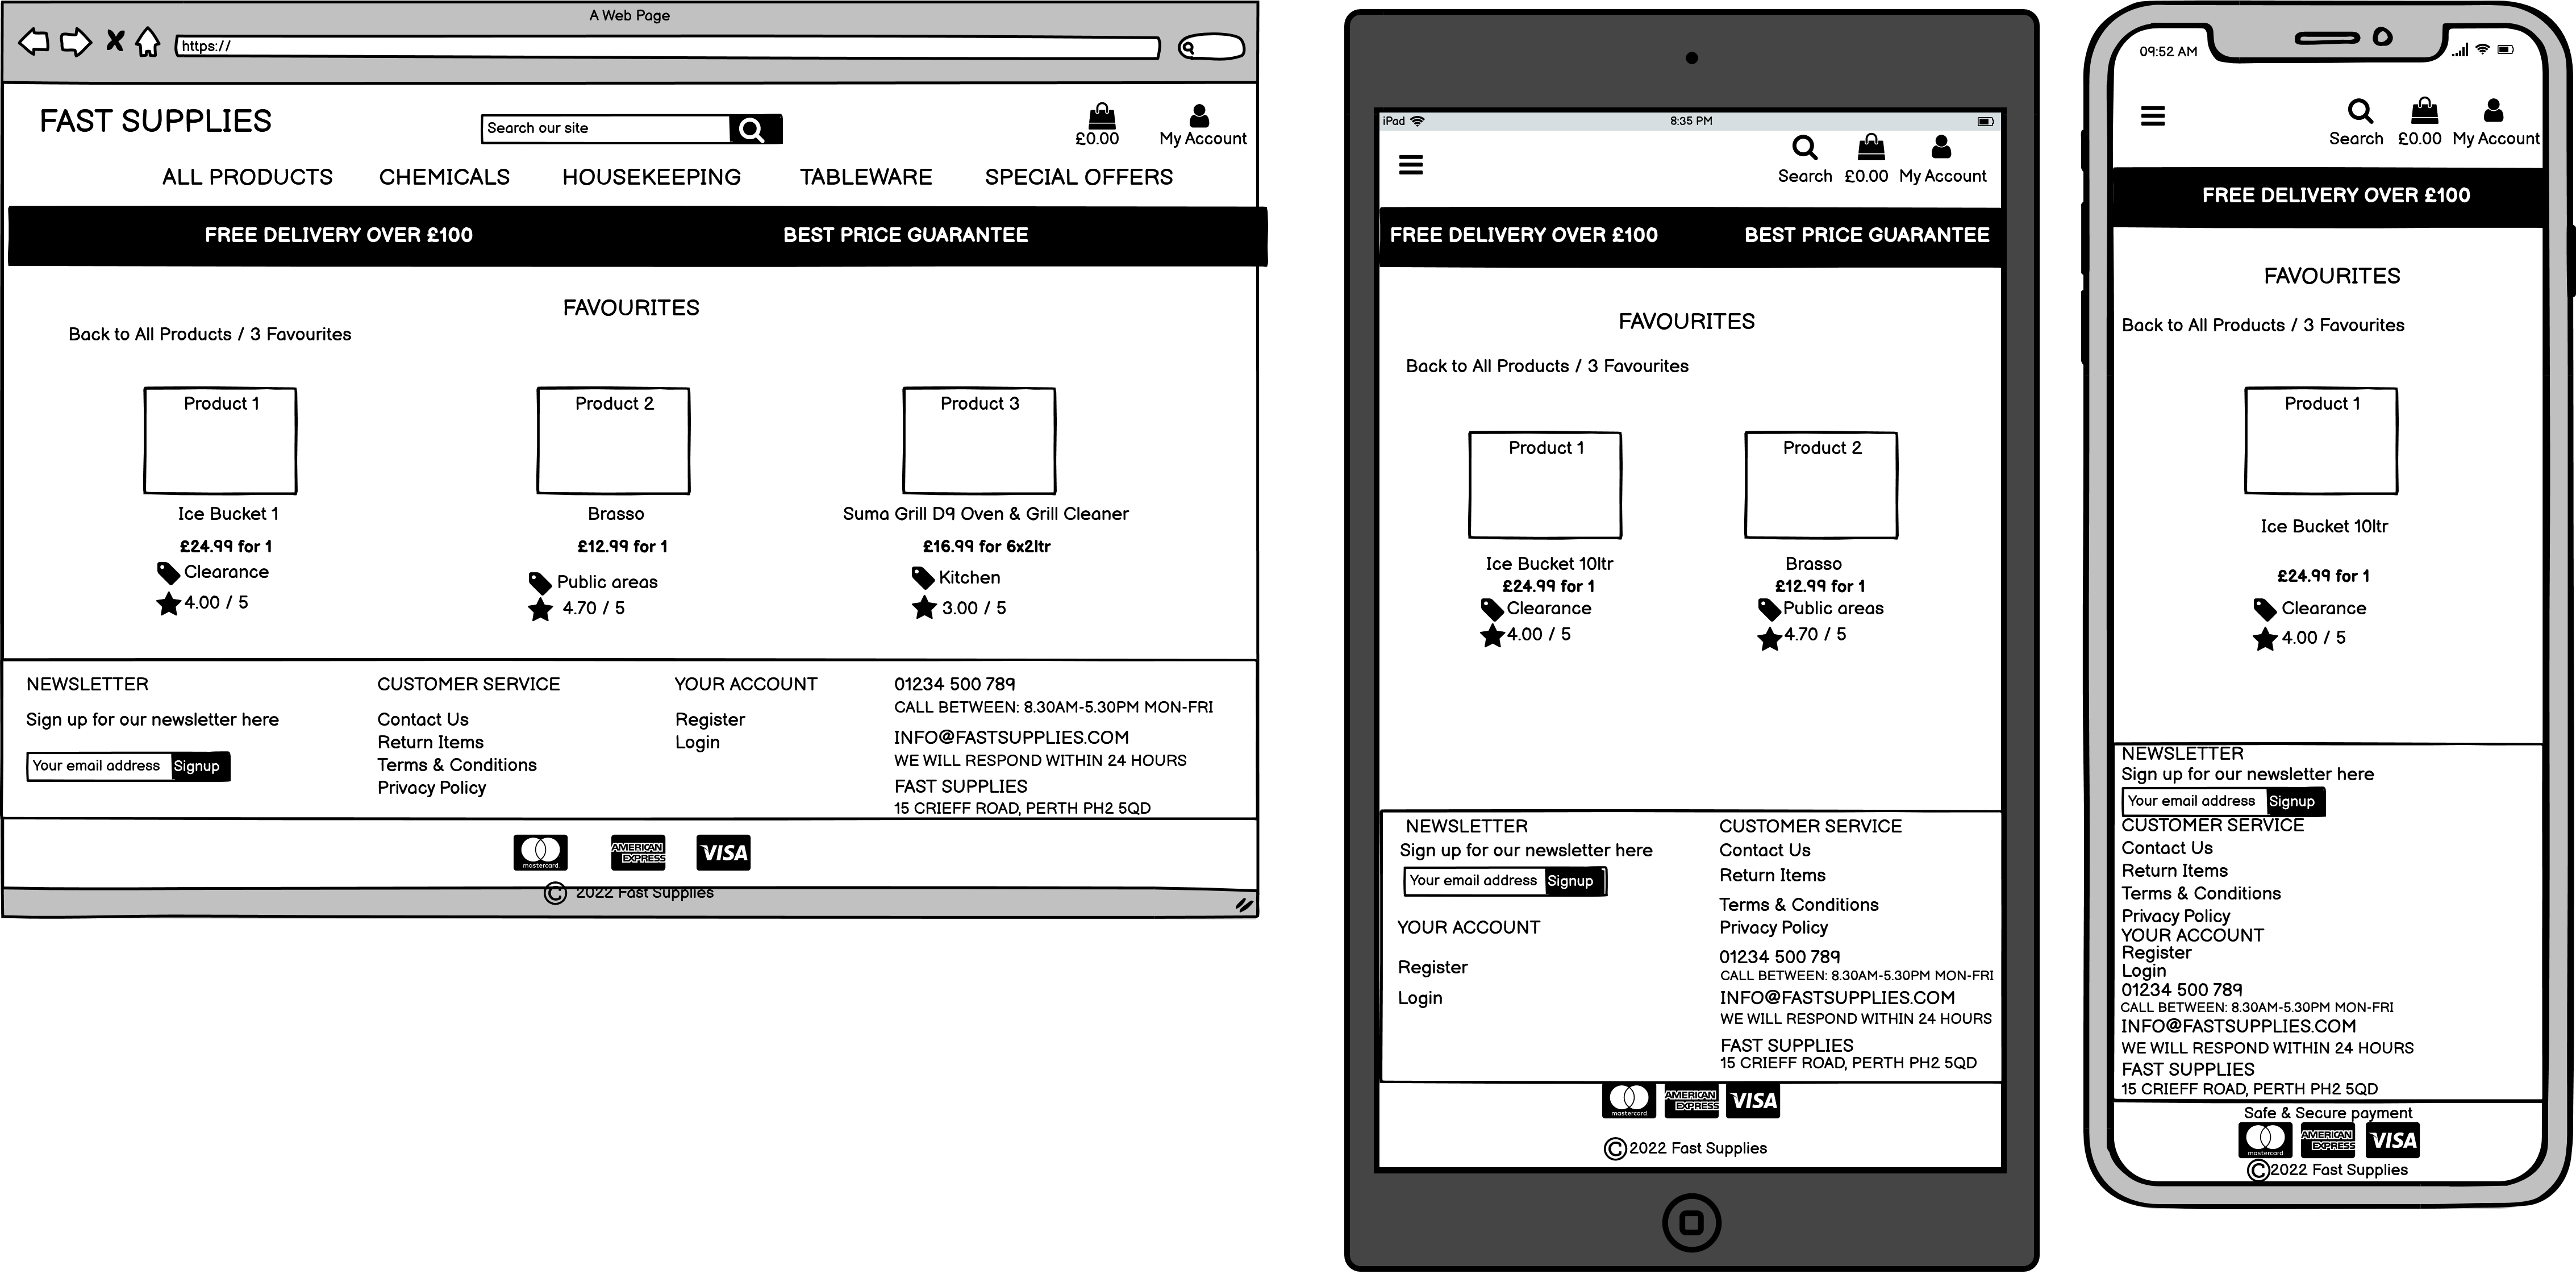 A Web Page
https://
FAST SUPPLIES
Search our site
£0.00
My Account
ALL PRODUCTS CHEMICALS HOUSEKEEPING TABLEWARE SPECIAL OFFERS
FREE DELIVERY OVER £100 BEST PRICE GUARANTEE
FAVOURITES
Back to All Products / 3 Favourites
Product 1
Ice Bucket 1
£24.99 for 1
Clearance
4.00 / 5
Product 2
Brasso
£12.99 for 1
Public areas
4.70 / 5
Product 3
Suma Grill D9 Oven & Grill Cleaner
£16.99 for 6x2ltr
Kitchen
3.00 / 5
NEWSLETTER
Sign up for our newsletter here
Your email address Signup
CUSTOMER SERVICE
Contact Us
Return Items
Terms & Conditions
Privacy Policy
YOUR ACCOUNT
Register
Login
01234 500 789
CALL BETWEEN: 8.30AM-5.30PM MON-FRI
INFO@FASTSUPPLIES.COM
WE WILL RESPOND WITHIN 24 HOURS
FAST SUPPLIES
15 CRIEFF ROAD, PERTH PH2 5QD
mastercard
AMERICAN
EXPRESS
VISA
© 2022 Fast Supplies
iPad
8:35 PM
Search £0.00 My Account
FREE DELIVERY OVER £100 BEST PRICE GUARANTEE
FAVOURITES
Back to All Products / 3 Favourites
Product 1
Ice Bucket 10ltr
£24.99 for 1
Clearance
4.00 / 5
Product 2
Brasso
£12.99 for 1
Public areas
4.70 / 5
NEWSLETTER
Sign up for our newsletter here
Your email address Signup
YOUR ACCOUNT
Register
Login
CUSTOMER SERVICE
Contact Us
Return Items
Terms & Conditions
Privacy Policy
01234 500 789
CALL BETWEEN: 8.30AM-5.30PM MON-FRI
INFO@FASTSUPPLIES.COM
WE WILL RESPOND WITHIN 24 HOURS
FAST SUPPLIES
15 CRIEFF ROAD, PERTH PH2 5QD
mastercard
AMERICAN
EXPRESS
VISA
© 2022 Fast Supplies
09:52 AM
Search £0.00 My Account
FREE DELIVERY OVER £100
FAVOURITES
Back to All Products / 3 Favourites
Product 1
Ice Bucket 10ltr
£24.99 for 1
Clearance
4.00 / 5
NEWSLETTER
Sign up for our newsletter here
Your email address Signup
CUSTOMER SERVICE
Contact Us
Return Items
Terms & Conditions
Privacy Policy
YOUR ACCOUNT
Register
Login
01234 500 789
CALL BETWEEN: 8.30AM-5.30PM MON-FRI
INFO@FASTSUPPLIES.COM
WE WILL RESPOND WITHIN 24 HOURS
FAST SUPPLIES
15 CRIEFF ROAD, PERTH PH2 5QD
Safe & Secure payment
mastercard
AMERICAN
EXPRESS
VISA
© 2022 Fast Supplies